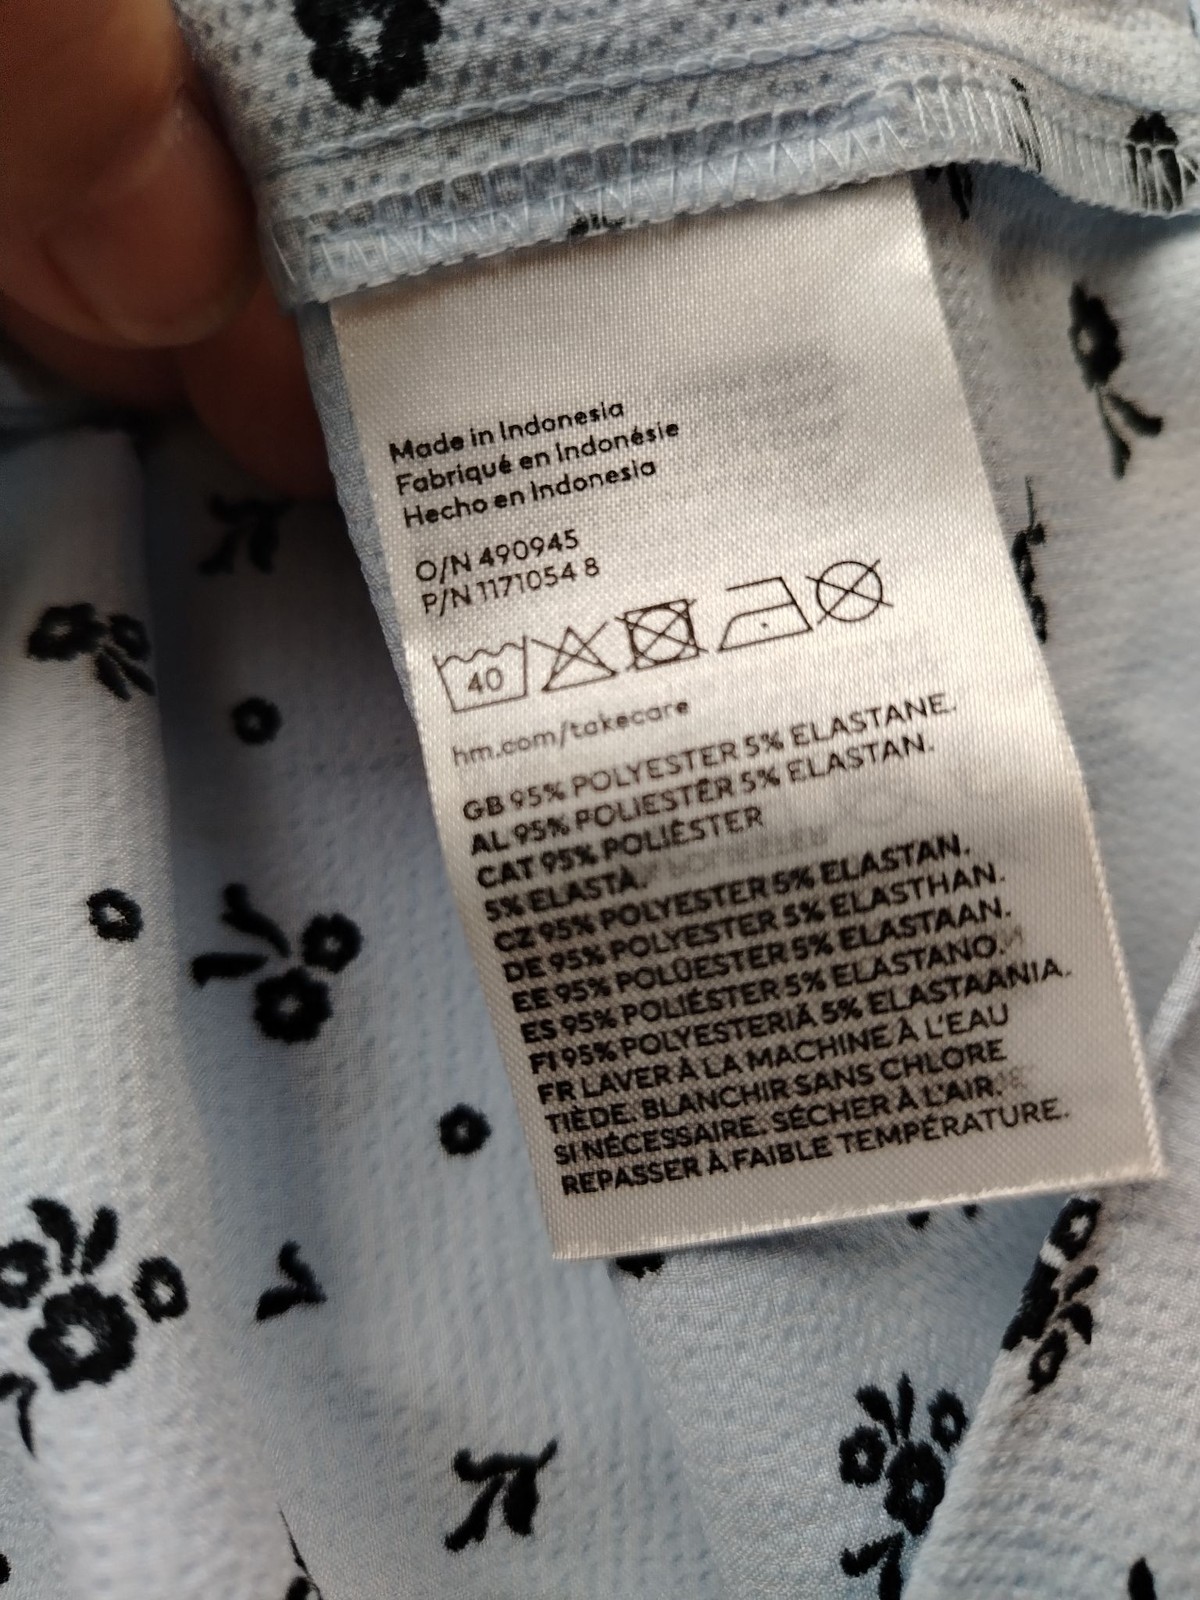 Made in Indonesia
Fabriqué en Indonésie
Hecho en Indonesia
O/N 490945
P/N 1171054 8
40
hm.com/takecare
GB 95% POLYESTER 5% ELASTANE.
AL 95% POLIESTËR 5% ELASTAN.
CAT 95% POLIÈSTER
5% ELASTÀ.
CZ 95% POLYESTER 5% ELASTAN.
DE 95% POLYESTER 5% ELASTHAN.
EE 95% POLÜESTER 5% ELASTAAN.
ES 95% POLIÉSTER 5% ELASTANO.
FI 95% POLYESTERIÄ 5% ELASTAANIA.
FR LAVER À LA MACHINE À L'EAU
TIÈDE. BLANCHIR SANS CHLORE
SI NÉCESSAIRE. SÉCHER À L'AIR.
REPASSER À FAIBLE TEMPÉRATURE.